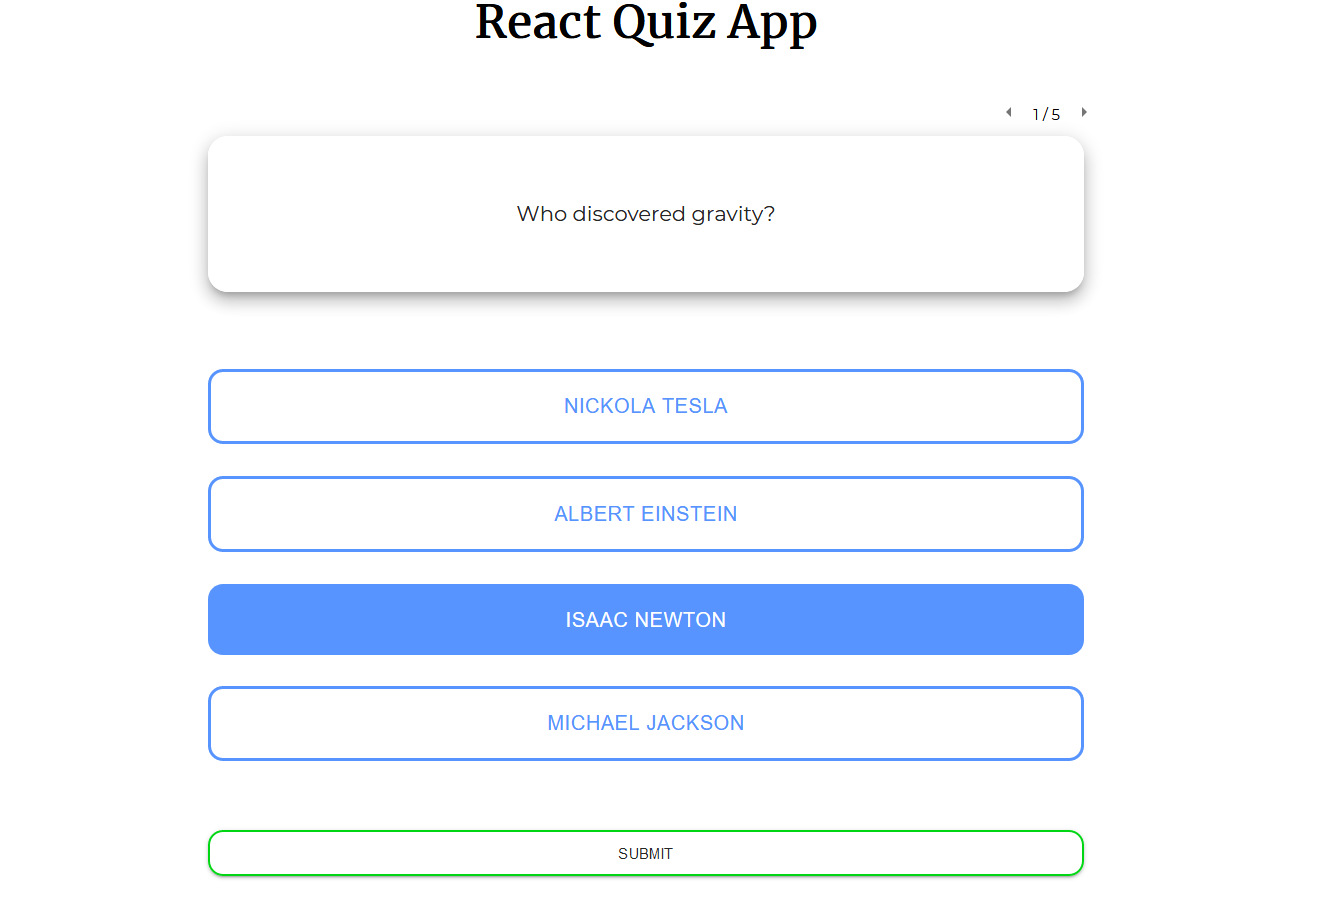 React Quiz App
1 / 5
Who discovered gravity?
NICKOLA TESLA
ALBERT EINSTEIN
ISAAC NEWTON
MICHAEL JACKSON
SUBMIT